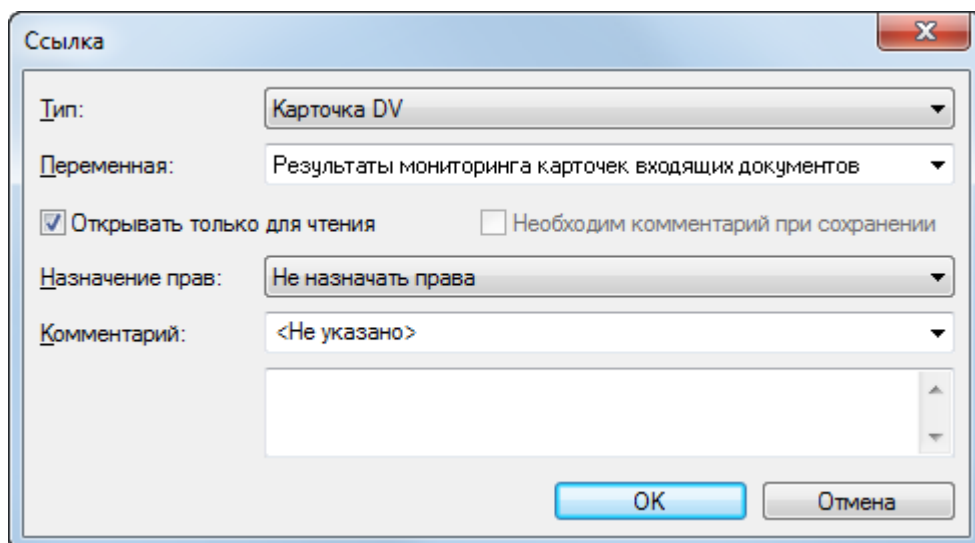 Ссылка
Тип: Карточка DV
Переменная: Результаты мониторинга карточек входящих документов
Открывать только для чтения Необходим комментарий при сохранении
Назначение прав: Не назначать права
Комментарий: <Не указано>
OK Отмена